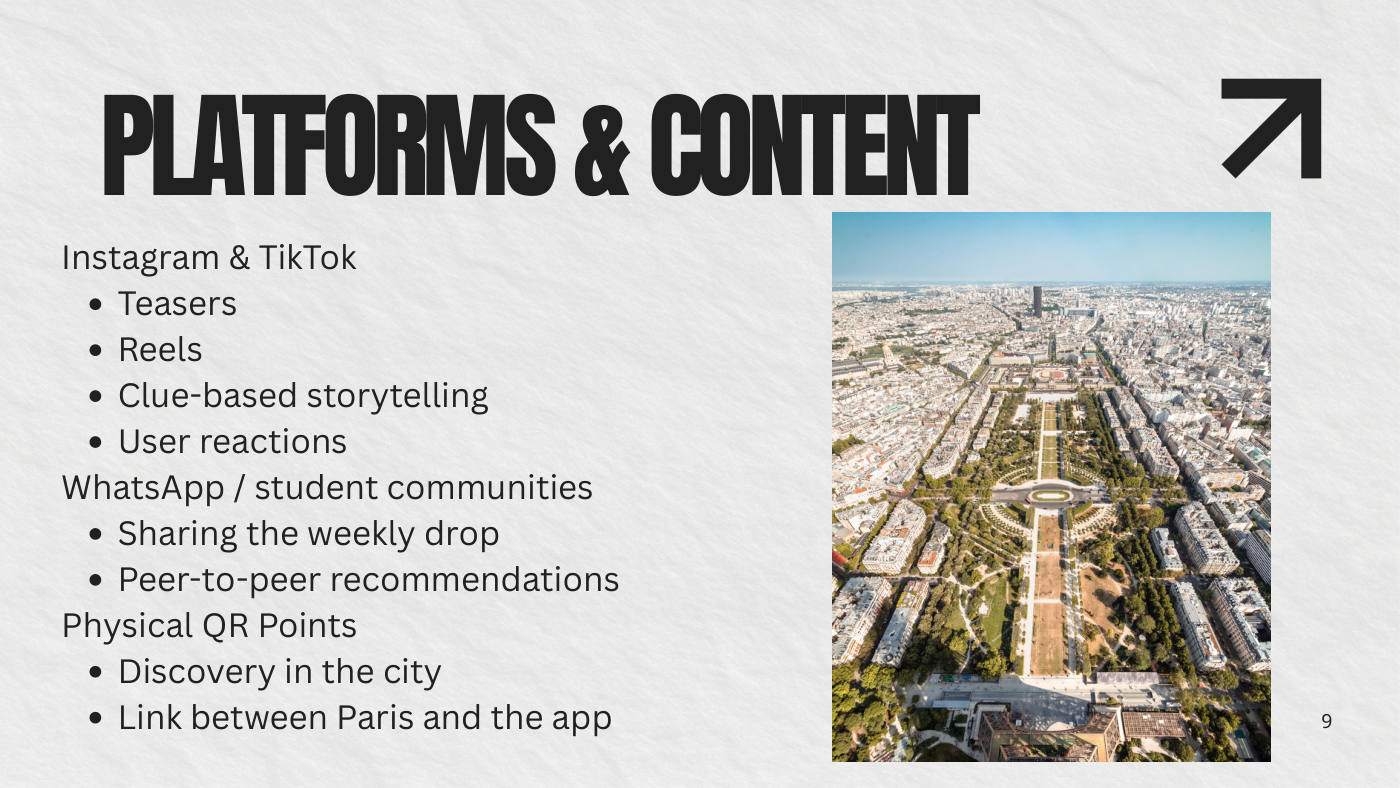 PLATFORMS & CONTENT
Instagram & TikTok
• Teasers
• Reels
• Clue-based storytelling
• User reactions
WhatsApp / student communities
• Sharing the weekly drop
• Peer-to-peer recommendations
Physical QR Points
• Discovery in the city
• Link between Paris and the app
9